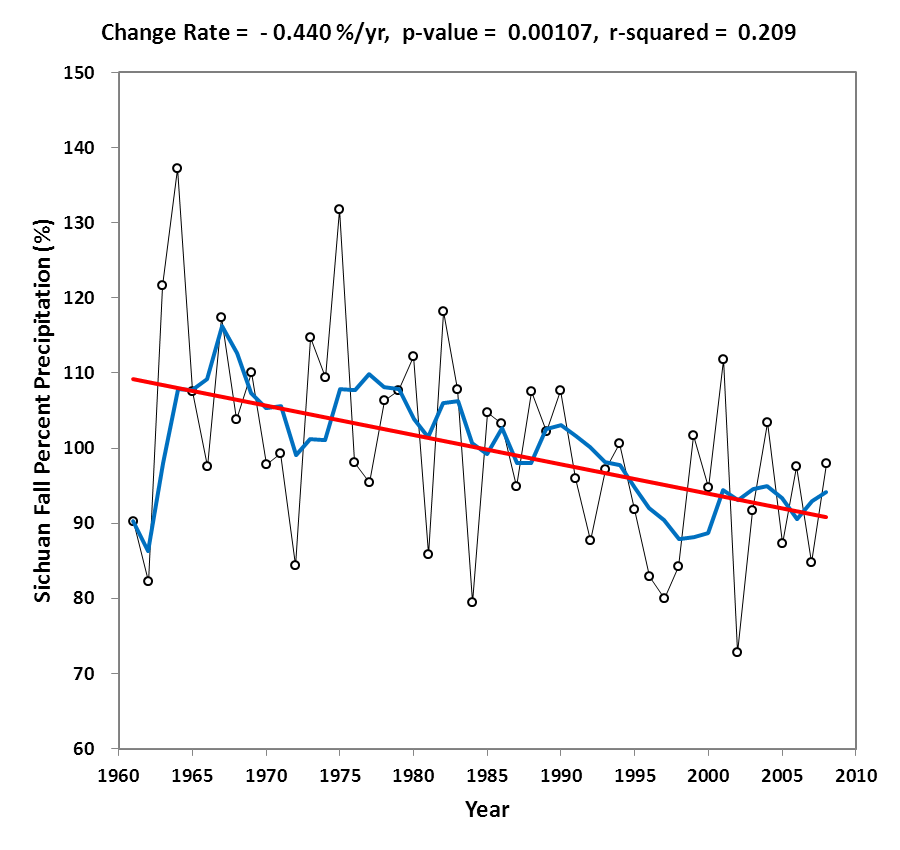 Change Rate = - 0.440 %/yr, p-value = 0.00107, r-squared = 0.209
150
140
130
120
110
100
90
80
70
60
Sichuan Fall Percent Precipitation (%)
1960 1965 1970 1975 1980 1985 1990 1995 2000 2005 2010
Year